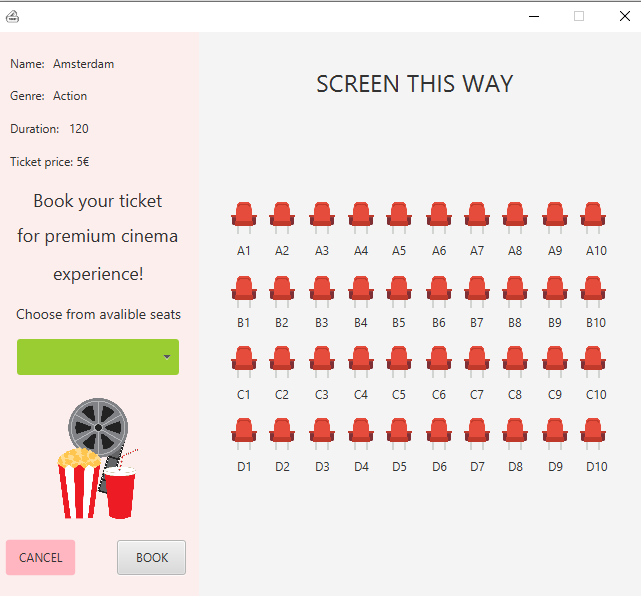 Name: Amsterdam
Genre: Action
Duration: 120
Ticket price: 5€
Book your ticket
for premium cinema
experience!
Choose from avalible seats
CANCEL BOOK
SCREEN THIS WAY
A1 A2 A3 A4 A5 A6 A7 A8 A9 A10
B1 B2 B3 B4 B5 B6 B7 B8 B9 B10
C1 C2 C3 C4 C5 C6 C7 C8 C9 C10
D1 D2 D3 D4 D5 D6 D7 D8 D9 D10